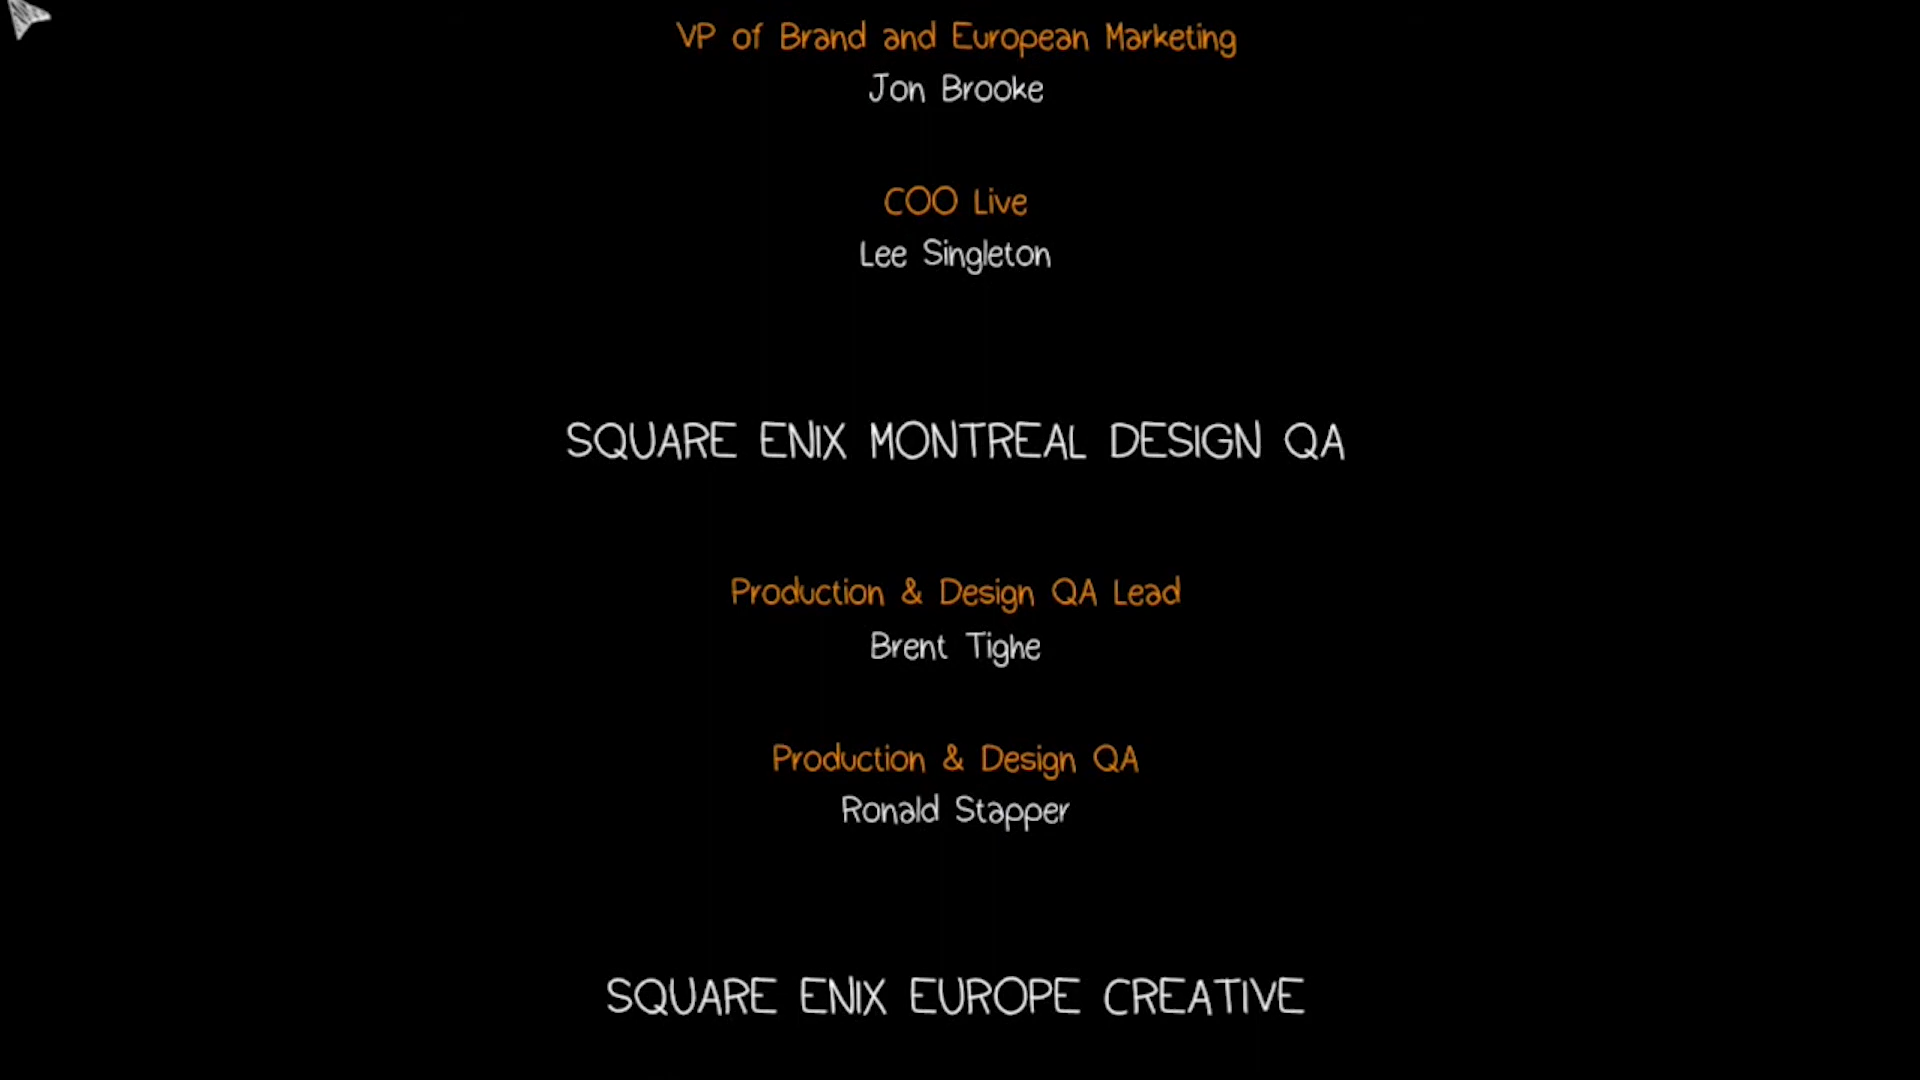 VP of Brand and European Marketing
Jon Brooke
COO Live
Lee Singleton
SQUARE ENIX MONTREAL DESIGN QA
Production & Design QA Lead
Brent Tighe
Production & Design QA
Ronald Stapper
SQUARE ENIX EUROPE CREATIVE